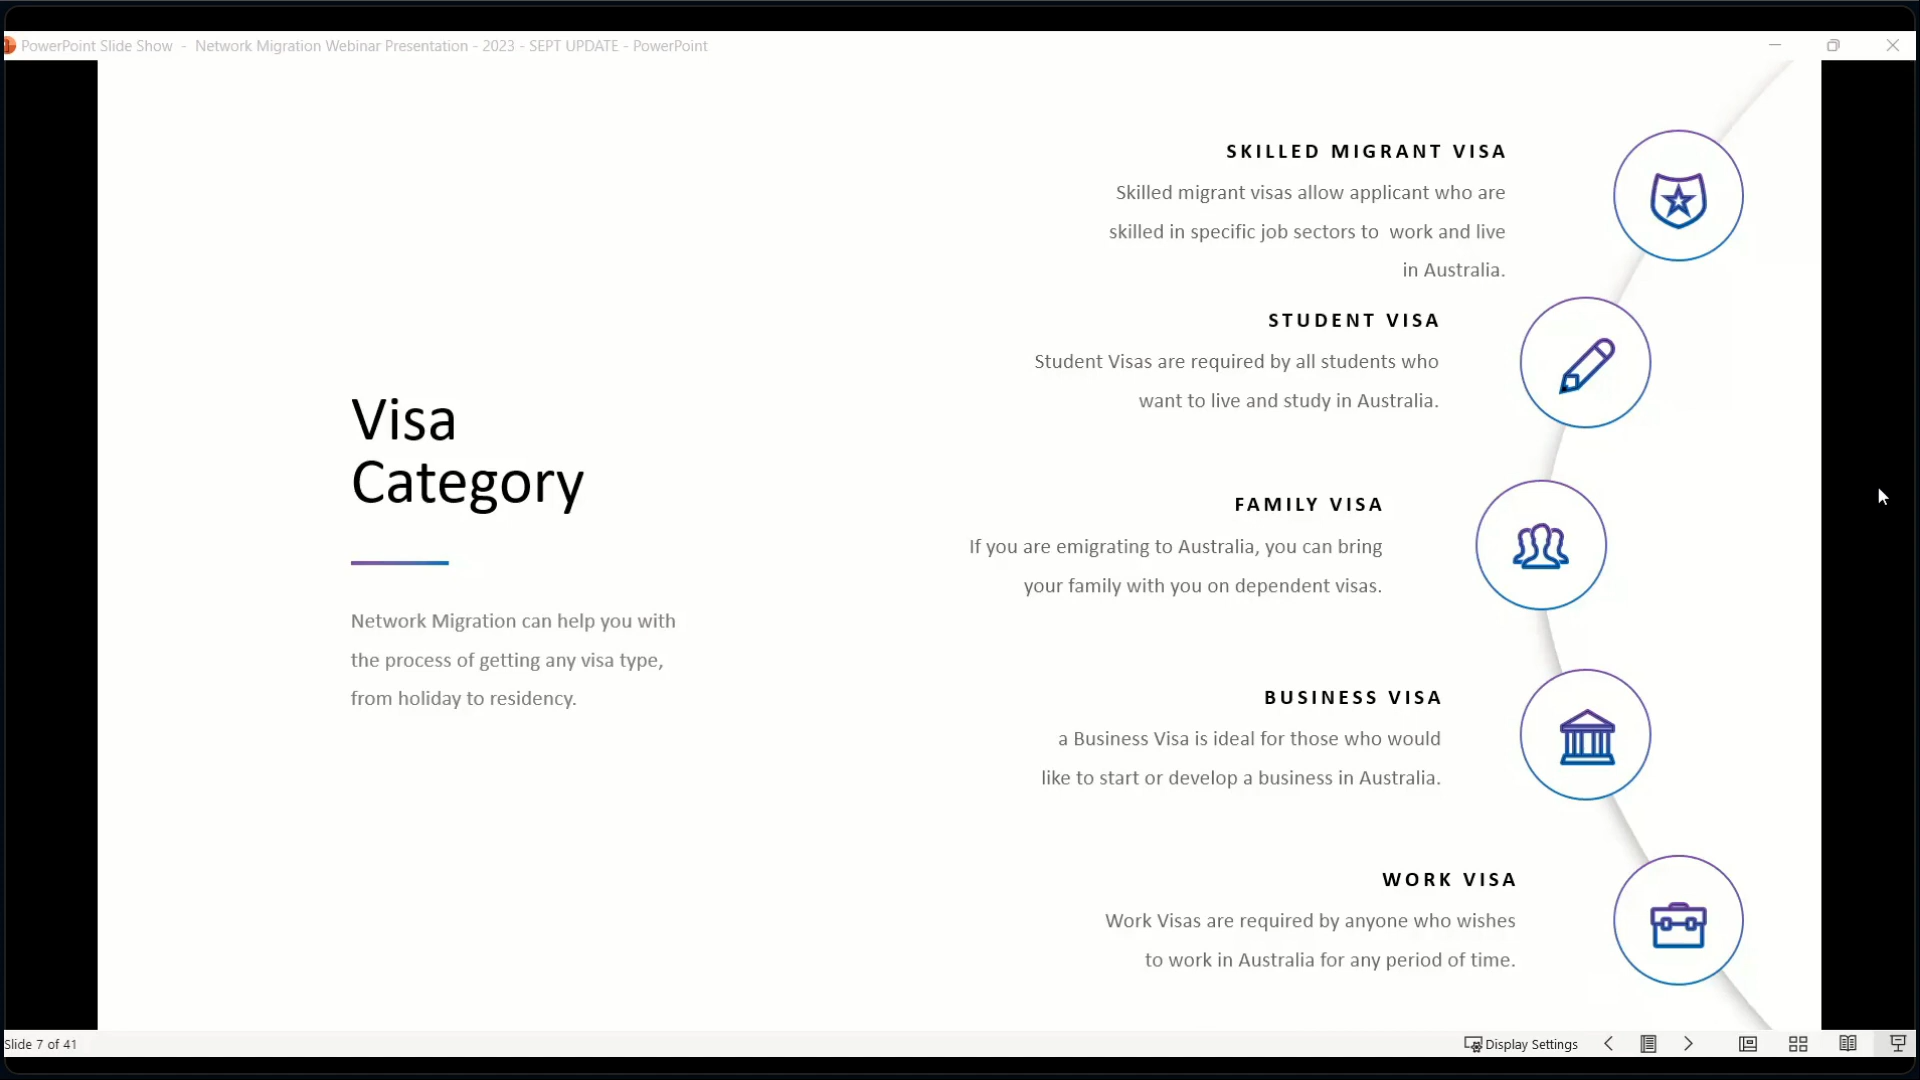 PowerPoint Slide Show - Network Migration Webinar Presentation - 2023 - SEPT UPDATE - PowerPoint
Visa
Category
Network Migration can help you with
the process of getting any visa type,
from holiday to residency.
SKILLED MIGRANT VISA
Skilled migrant visas allow applicant who are
skilled in specific job sectors to work and live
in Australia.
STUDENT VISA
Student Visas are required by all students who
want to live and study in Australia.
FAMILY VISA
If you are emigrating to Australia, you can bring
your family with you on dependent visas.
BUSINESS VISA
a Business Visa is ideal for those who would
like to start or develop a business in Australia.
WORK VISA
Work Visas are required by anyone who wishes
to work in Australia for any period of time.
Slide 7 of 41
Display Settings